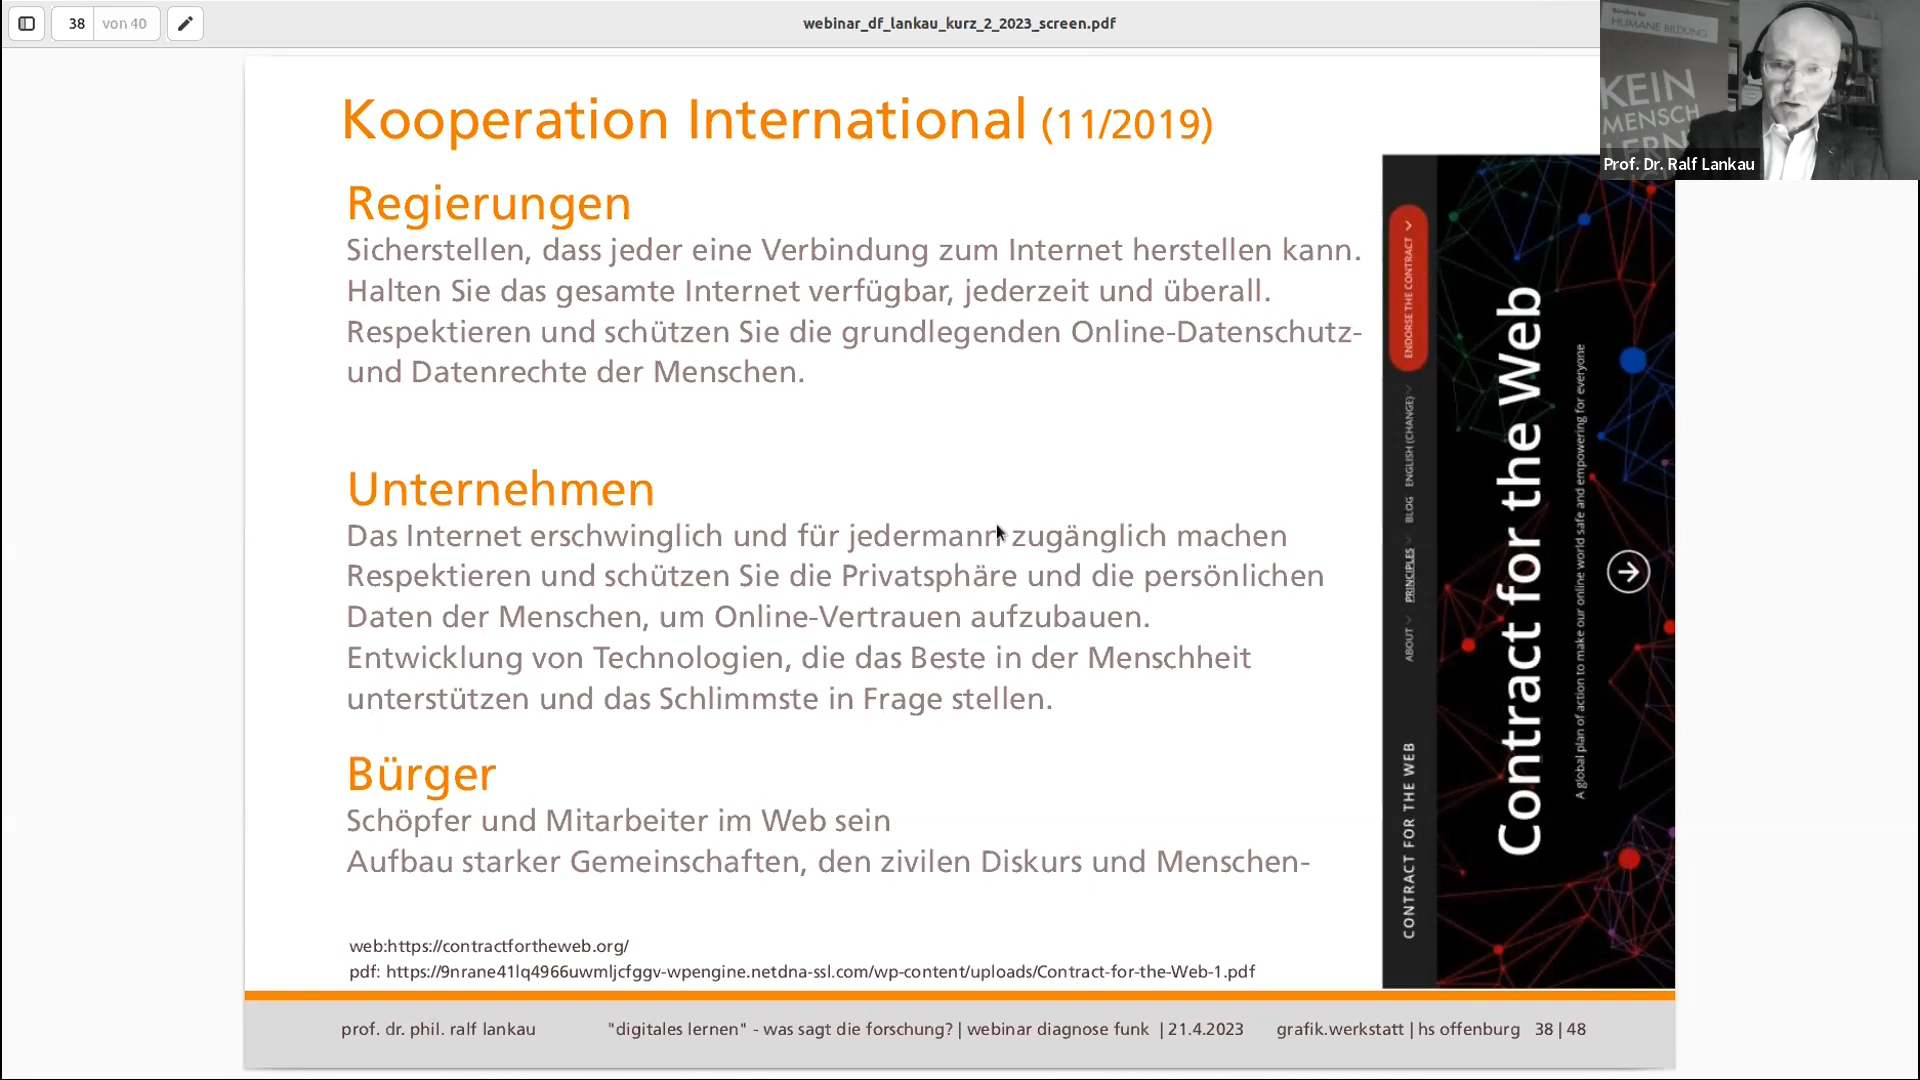 38
von 40
webinar_df_lankau_kurz_2_2023_screen.pdf
Bündnis für
HUMANE BILDUNG
KEIN
MENSCH
LERN
Prof. Dr. Ralf Lankau
Kooperation International (11/2019)
Regierungen
Sicherstellen, dass jeder eine Verbindung zum Internet herstellen kann.
Halten Sie das gesamte Internet verfügbar, jederzeit und überall.
Respektieren und schützen Sie die grundlegenden Online-Datenschutz-
und Datenrechte der Menschen.
Unternehmen
Das Internet erschwinglich und für jedermann zugänglich machen
Respektieren und schützen Sie die Privatsphäre und die persönlichen
Daten der Menschen, um Online-Vertrauen aufzubauen.
Entwicklung von Technologien, die das Beste in der Menschheit
unterstützen und das Schlimmste in Frage stellen.
Bürger
Schöpfer und Mitarbeiter im Web sein
Aufbau starker Gemeinschaften, den zivilen Diskurs und Menschen-
web:https://contractfortheweb.org/
pdf: https://9nrane41lq4966uwmljcfggv-wpengine.netdna-ssl.com/wp-content/uploads/Contract-for-the-Web-1.pdf
CONTRACT FOR THE WEB
ABOUT
PRINCIPLES
BLOG
ENGLISH (CHANGE)
ENDORSE THE CONTRACT
Contract for the Web
A global plan of action to make our online world safe and empowering for everyone
prof. dr. phil. ralf lankau
"digitales lernen" - was sagt die forschung? | webinar diagnose funk | 21.4.2023
grafik.werkstatt | hs offenburg
38 | 48